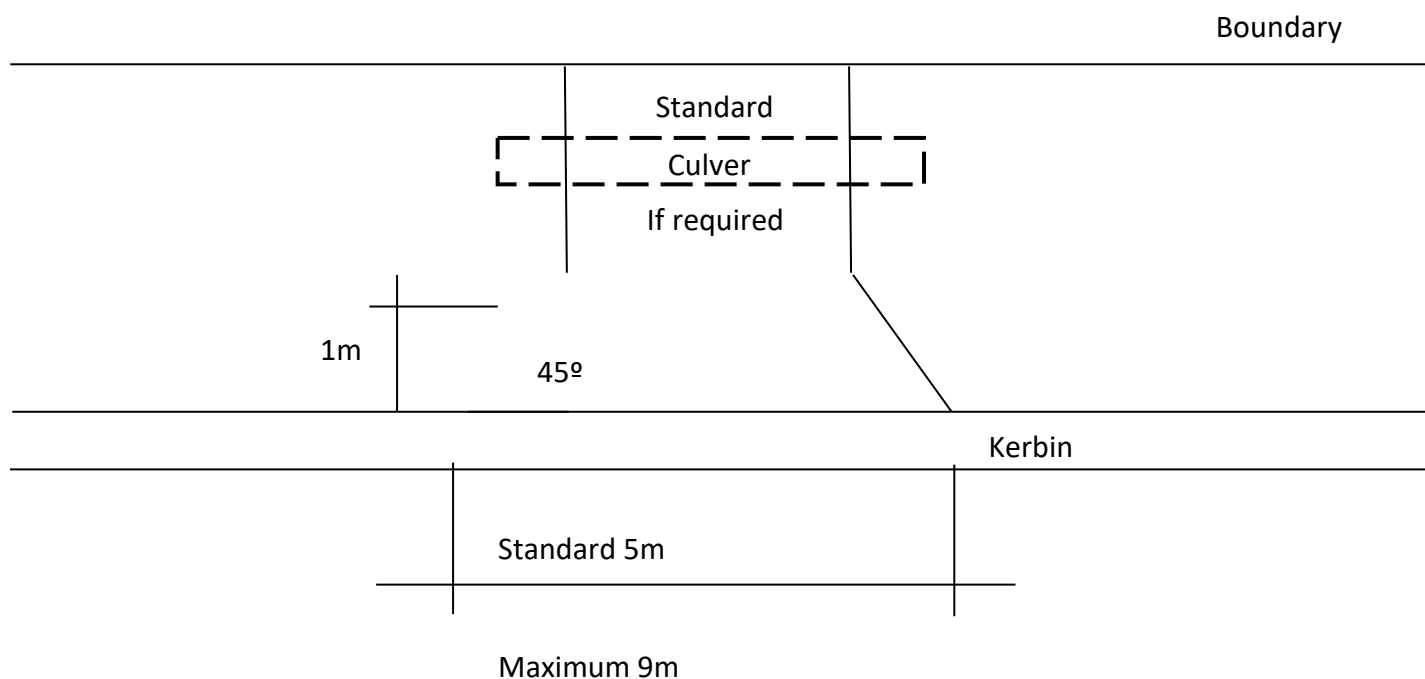 Boundary
Standard
Culver
If required
1m
45º
Kerbin
Standard 5m
Maximum 9m